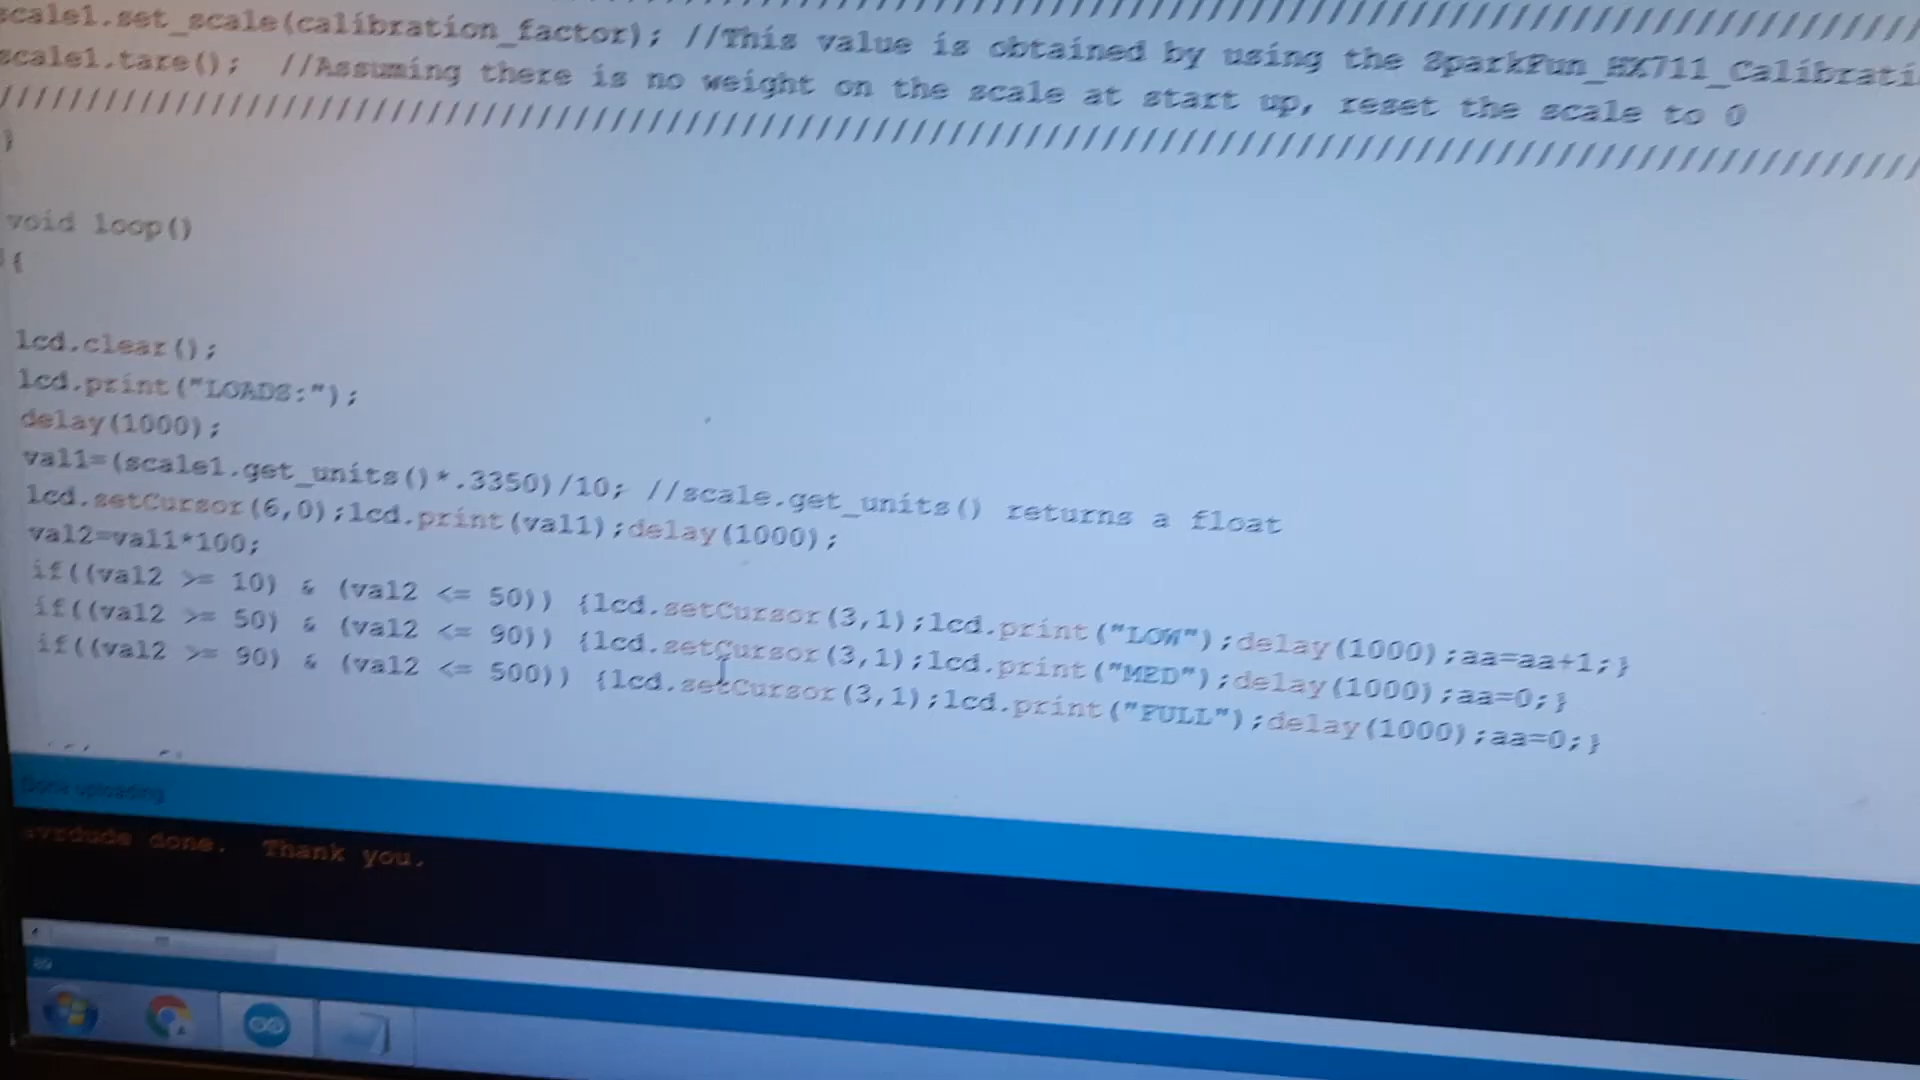 scale1.set_scale(calibration_factor); //This value is obtained by using the SparkFun_HX711_Calibrati
scale1.tare();  //Assuming there is no weight on the scale at start up, reset the scale to 0
////////////////////////////////////////////////////////////////////////////////////////////////////
}
void loop()
{
lcd.clear();
lcd.print("LOADS:");
delay(1000);
val1=(scale1.get_units()*.3350)/10; //scale.get_units() returns a float
lcd.setCursor(6,0);lcd.print(val1);delay(1000);
val2=val1*100;
if((val2 >= 10) & (val2 <= 50)) {lcd.setCursor(3,1);lcd.print("LOW");delay(1000);aa=aa+1;}
if((val2 >= 50) & (val2 <= 90)) {lcd.setCursor(3,1);lcd.print("MED");delay(1000);aa=0;}
if((val2 >= 90) & (val2 <= 500)) {lcd.setCursor(3,1);lcd.print("FULL");delay(1000);aa=0;}
Done uploading
avrdude done.  Thank you.
89